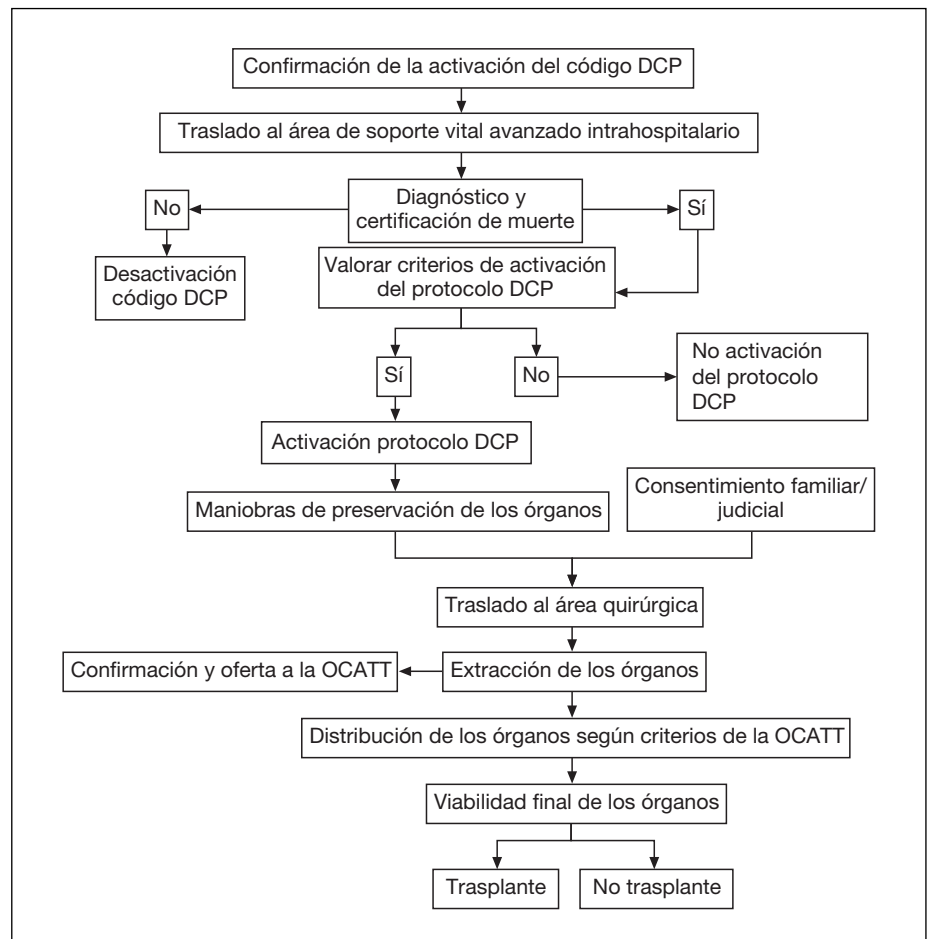 Confirmación de la activación del código DCP
Traslado al área de soporte vital avanzado intrahospitalario
No
Diagnóstico y
certificación de muerte
Sí
Desactivación
código DCP
Valorar criterios de activación
del protocolo DCP
Sí
No
No activación
del protocolo
DCP
Activación protocolo DCP
Maniobras de preservación de los órganos
Consentimiento familiar/
judicial
Traslado al área quirúrgica
Confirmación y oferta a la OCATT
Extracción de los órganos
Distribución de los órganos según criterios de la OCATT
Viabilidad final de los órganos
Trasplante
No trasplante